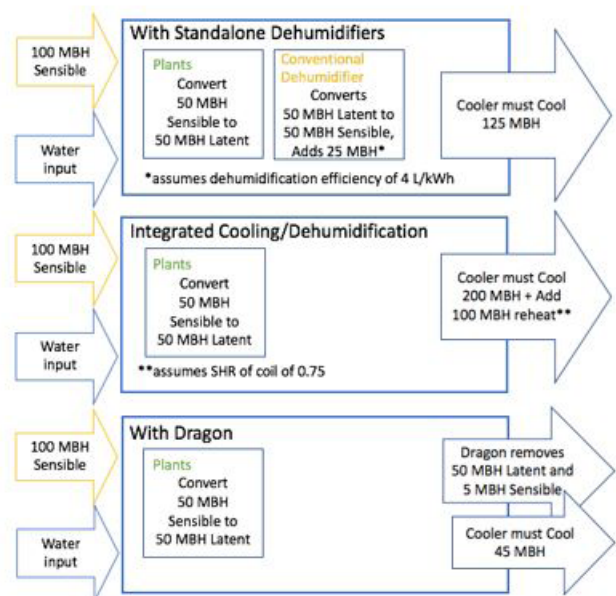 With Standalone Dehumidifiers
100 MBH
Sensible
Water
input
Plants
Convert
50 MBH
Sensible to
50 MBH Latent
Conventional
Dehumidifier
Converts
50 MBH Latent to
50 MBH Sensible,
Adds 25 MBH*
*assumes dehumidification efficiency of 4 L/kWh
Cooler must Cool
125 MBH
Integrated Cooling/Dehumidification
100 MBH
Sensible
Water
input
Plants
Convert
50 MBH
Sensible to
50 MBH Latent
**assumes SHR of coil of 0.75
Cooler must Cool
200 MBH + Add
100 MBH reheat**
With Dragon
100 MBH
Sensible
Water
input
Plants
Convert
50 MBH
Sensible to
50 MBH Latent
Dragon removes
50 MBH Latent and
5 MBH Sensible
Cooler must Cool
45 MBH